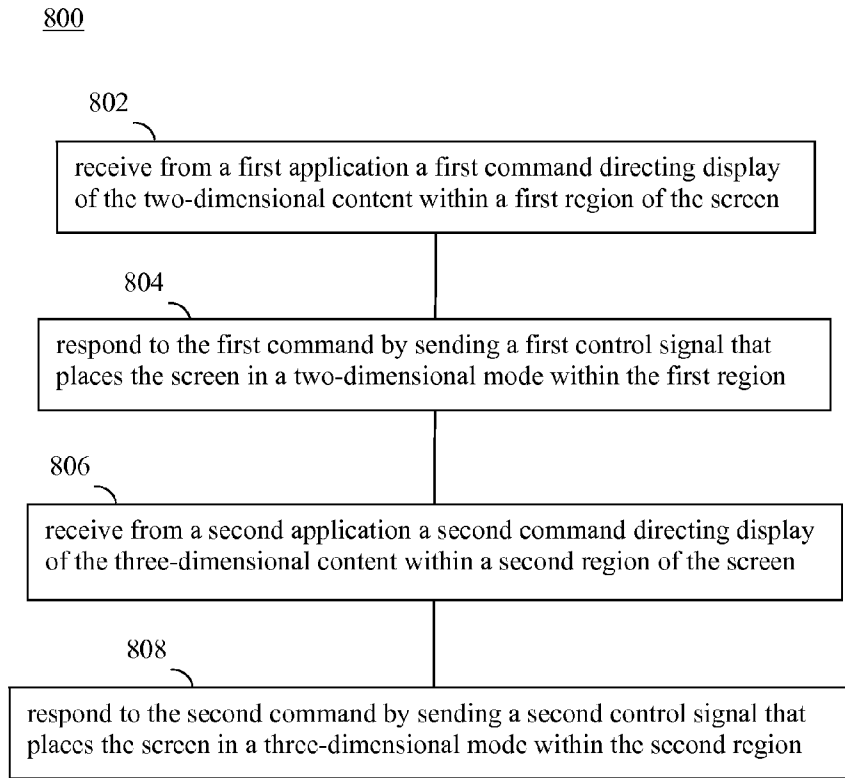 800
802
receive from a first application a first command directing display
of the two-dimensional content within a first region of the screen
804
respond to the first command by sending a first control signal that
places the screen in a two-dimensional mode within the first region
806
receive from a second application a second command directing display
of the three-dimensional content within a second region of the screen
808
respond to the second command by sending a second control signal that
places the screen in a three-dimensional mode within the second region